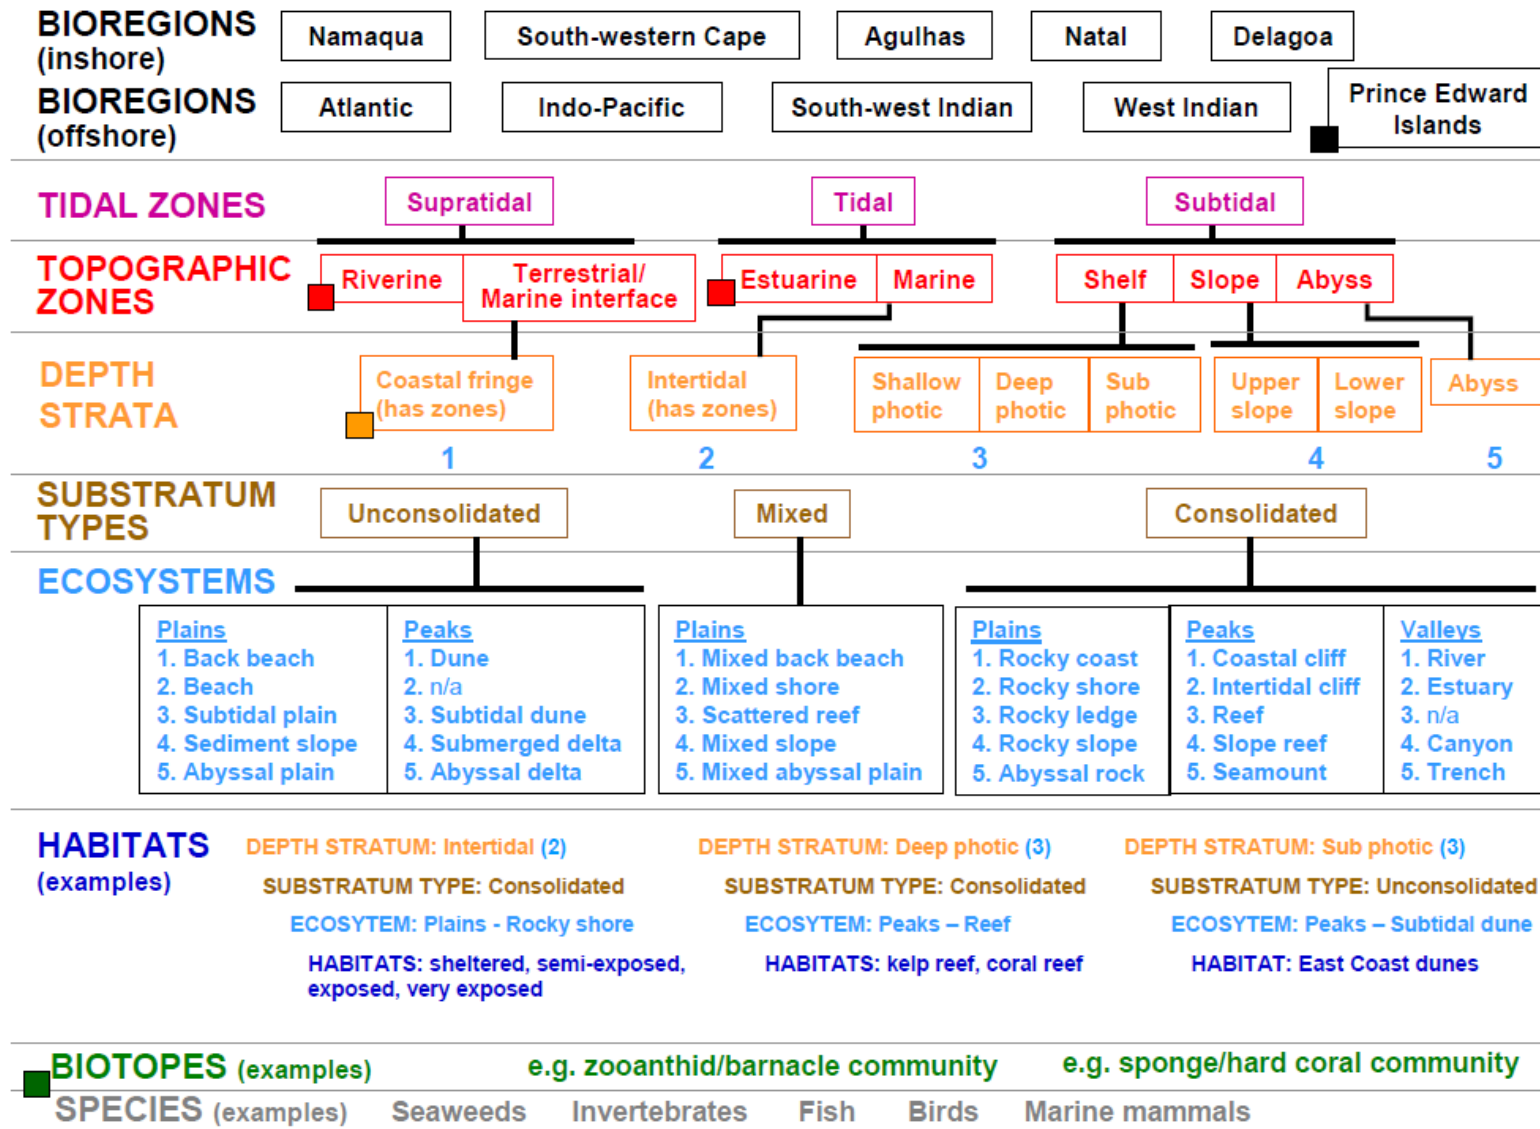 BIOREGIONS
(inshore)
Namaqua
South-western Cape
Agulhas
Natal
Delagoa
BIOREGIONS
(offshore)
Atlantic
Indo-Pacific
South-west Indian
West Indian
Prince Edward
Islands
TIDAL ZONES
Supratidal
Tidal
Subtidal
TOPOGRAPHIC
ZONES
Riverine
Terrestrial/
Marine interface
Estuarine
Marine
Shelf
Slope
Abyss
DEPTH
STRATA
Coastal fringe
(has zones)
Intertidal
(has zones)
Shallow
photic
Deep
photic
Sub
photic
Upper
slope
Lower
slope
Abyss
1
2
3
4
5
SUBSTRATUM
TYPES
Unconsolidated
Mixed
Consolidated
ECOSYSTEMS
Plains
1. Back beach
2. Beach
3. Subtidal plain
4. Sediment slope
5. Abyssal plain
Peaks
1. Dune
2. n/a
3. Subtidal dune
4. Submerged delta
5. Abyssal delta
Plains
1. Mixed back beach
2. Mixed shore
3. Scattered reef
4. Mixed slope
5. Mixed abyssal plain
Plains
1. Rocky coast
2. Rocky shore
3. Rocky ledge
4. Rocky slope
5. Abyssal rock
Peaks
1. Coastal cliff
2. Intertidal cliff
3. Reef
4. Slope reef
5. Seamount
Valleys
1. River
2. Estuary
3. n/a
4. Canyon
5. Trench
HABITATS
(examples)
DEPTH STRATUM: Intertidal (2)
SUBSTRATUM TYPE: Consolidated
ECOSYTEM: Plains - Rocky shore
HABITATS: sheltered, semi-exposed,
exposed, very exposed
DEPTH STRATUM: Deep photic (3)
SUBSTRATUM TYPE: Consolidated
ECOSYTEM: Peaks – Reef
HABITATS: kelp reef, coral reef
DEPTH STRATUM: Sub photic (3)
SUBSTRATUM TYPE: Unconsolidated
ECOSYTEM: Peaks – Subtidal dune
HABITAT: East Coast dunes
BIOTOPES (examples)
e.g. zooanthid/barnacle community
e.g. sponge/hard coral community
SPECIES (examples)
Seaweeds
Invertebrates
Fish
Birds
Marine mammals